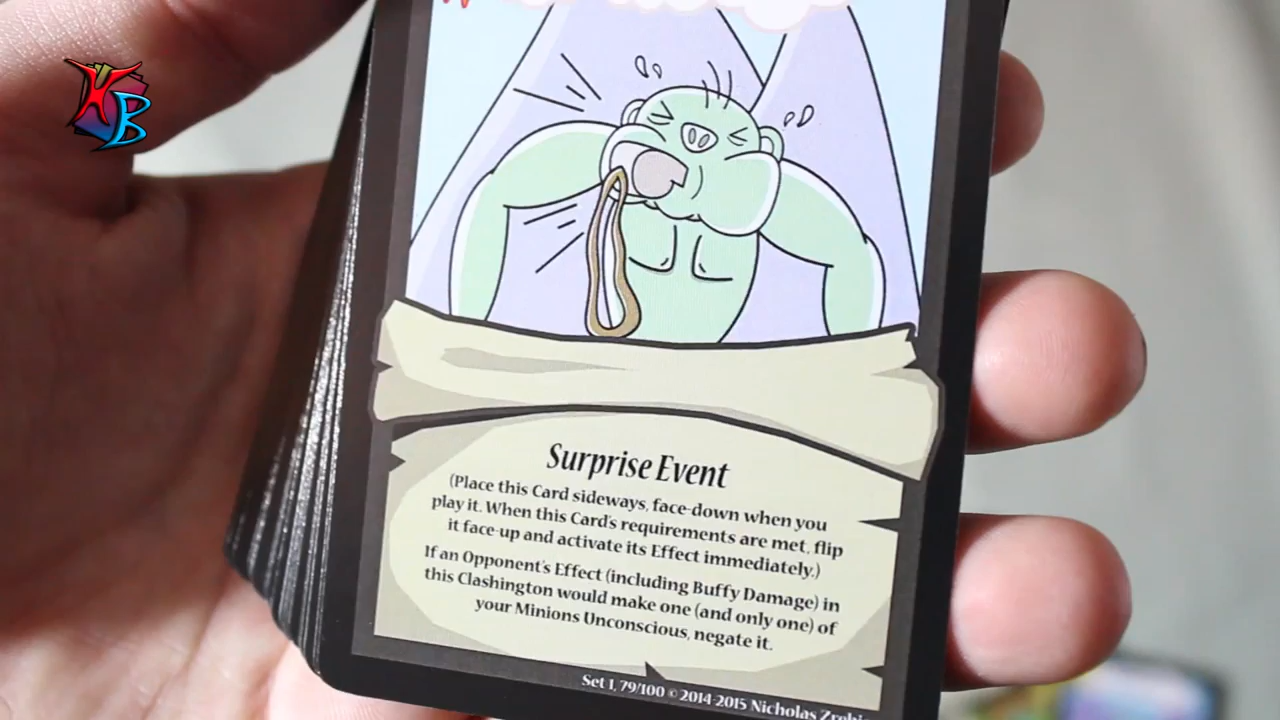 KB
Surprise Event
(Place this Card sideways, face-down when you
play it. When this Card's requirements are met, flip
it face-up and activate its Effect immediately.)
If an Opponent's Effect (including Buffy Damage) in
this Clashington would make one (and only one) of
your Minions Unconscious, negate it.
Set 1, 79/100 © 2014-2015 Nicholas